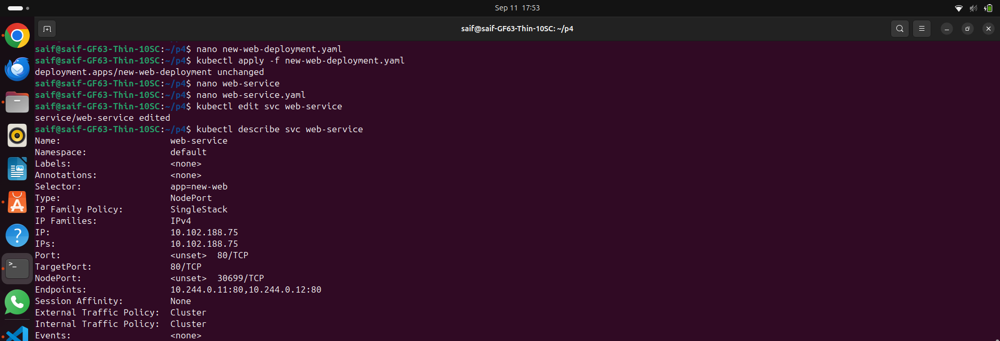 Sep 11 17:53
saif@saif-GF63-Thin-10SC: ~/p4
saif@saif-GF63-Thin-10SC:~/p4$ nano new-web-deployment.yaml
saif@saif-GF63-Thin-10SC:~/p4$ kubectl apply -f new-web-deployment.yaml
deployment.apps/new-web-deployment unchanged
saif@saif-GF63-Thin-10SC:~/p4$ nano web-service
saif@saif-GF63-Thin-10SC:~/p4$ nano web-service.yaml
saif@saif-GF63-Thin-10SC:~/p4$ kubectl edit svc web-service
service/web-service edited
saif@saif-GF63-Thin-10SC:~/p4$ kubectl describe svc web-service
Name:                     web-service
Namespace:                default
Labels:                   <none>
Annotations:              <none>
Selector:                 app=new-web
Type:                     NodePort
IP Family Policy:         SingleStack
IP Families:              IPv4
IP:                       10.102.188.75
IPs:                      10.102.188.75
Port:                     <unset>  80/TCP
TargetPort:               80/TCP
NodePort:                 <unset>  30699/TCP
Endpoints:                10.244.0.11:80,10.244.0.12:80
Session Affinity:         None
External Traffic Policy:  Cluster
Internal Traffic Policy:  Cluster
Events:                   <none>